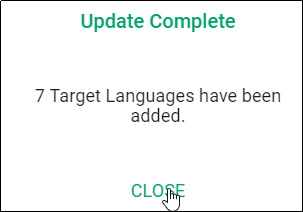 Update Complete
7 Target Languages have been
added.
CLOSE